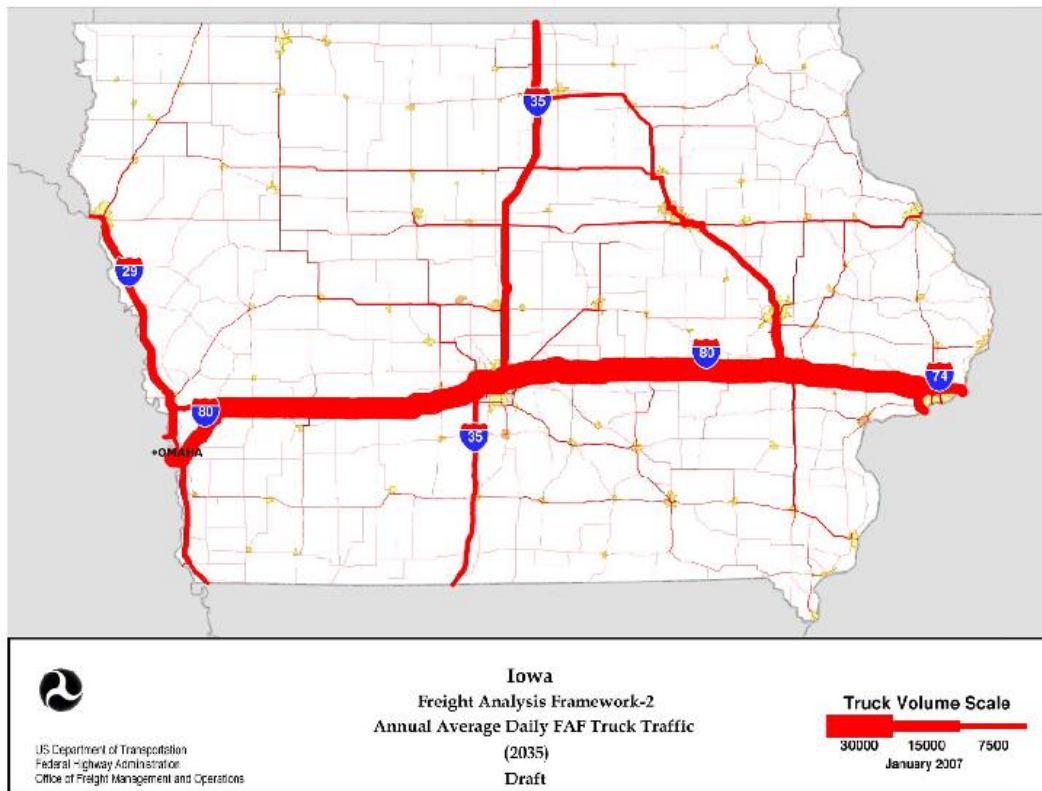 35
29
80
80
74
35
OMAHA
Iowa
Freight Analysis Framework-2
Annual Average Daily FAF Truck Traffic
(2035)
Draft
US Department of Transportation
Federal Highway Administration
Office of Freight Management and Operations
Truck Volume Scale
30000 15000 7500
January 2007